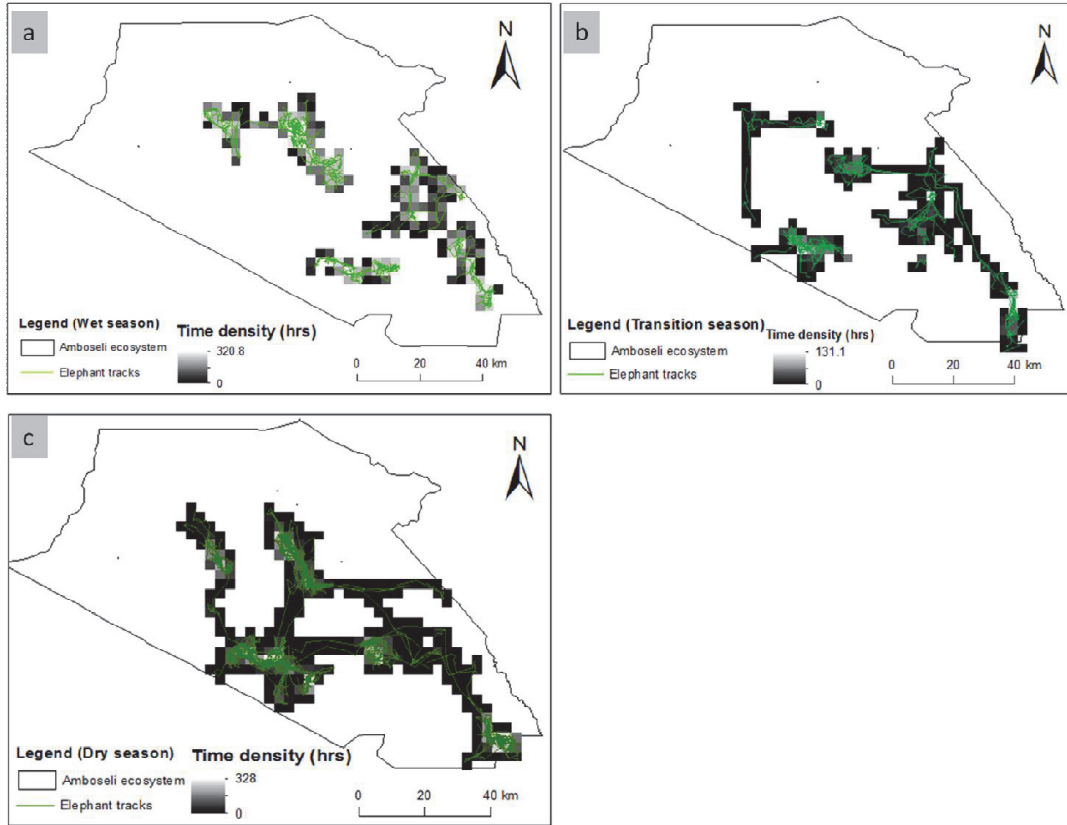 a
N
Legend (Wet season)
Amboseli ecosystem
Elephant tracks
Time density (hrs)
320 8
0
0 20 40 km
b
N
Legend (Transition season)
Amboseli ecosystem
Elephant tracks
Time density (hrs)
131.1
0
0 20 40 km
c
N
Legend (Dry season)
Amboseli ecosystem
Elephant tracks
Time density (hrs)
328
0
0 20 40 km